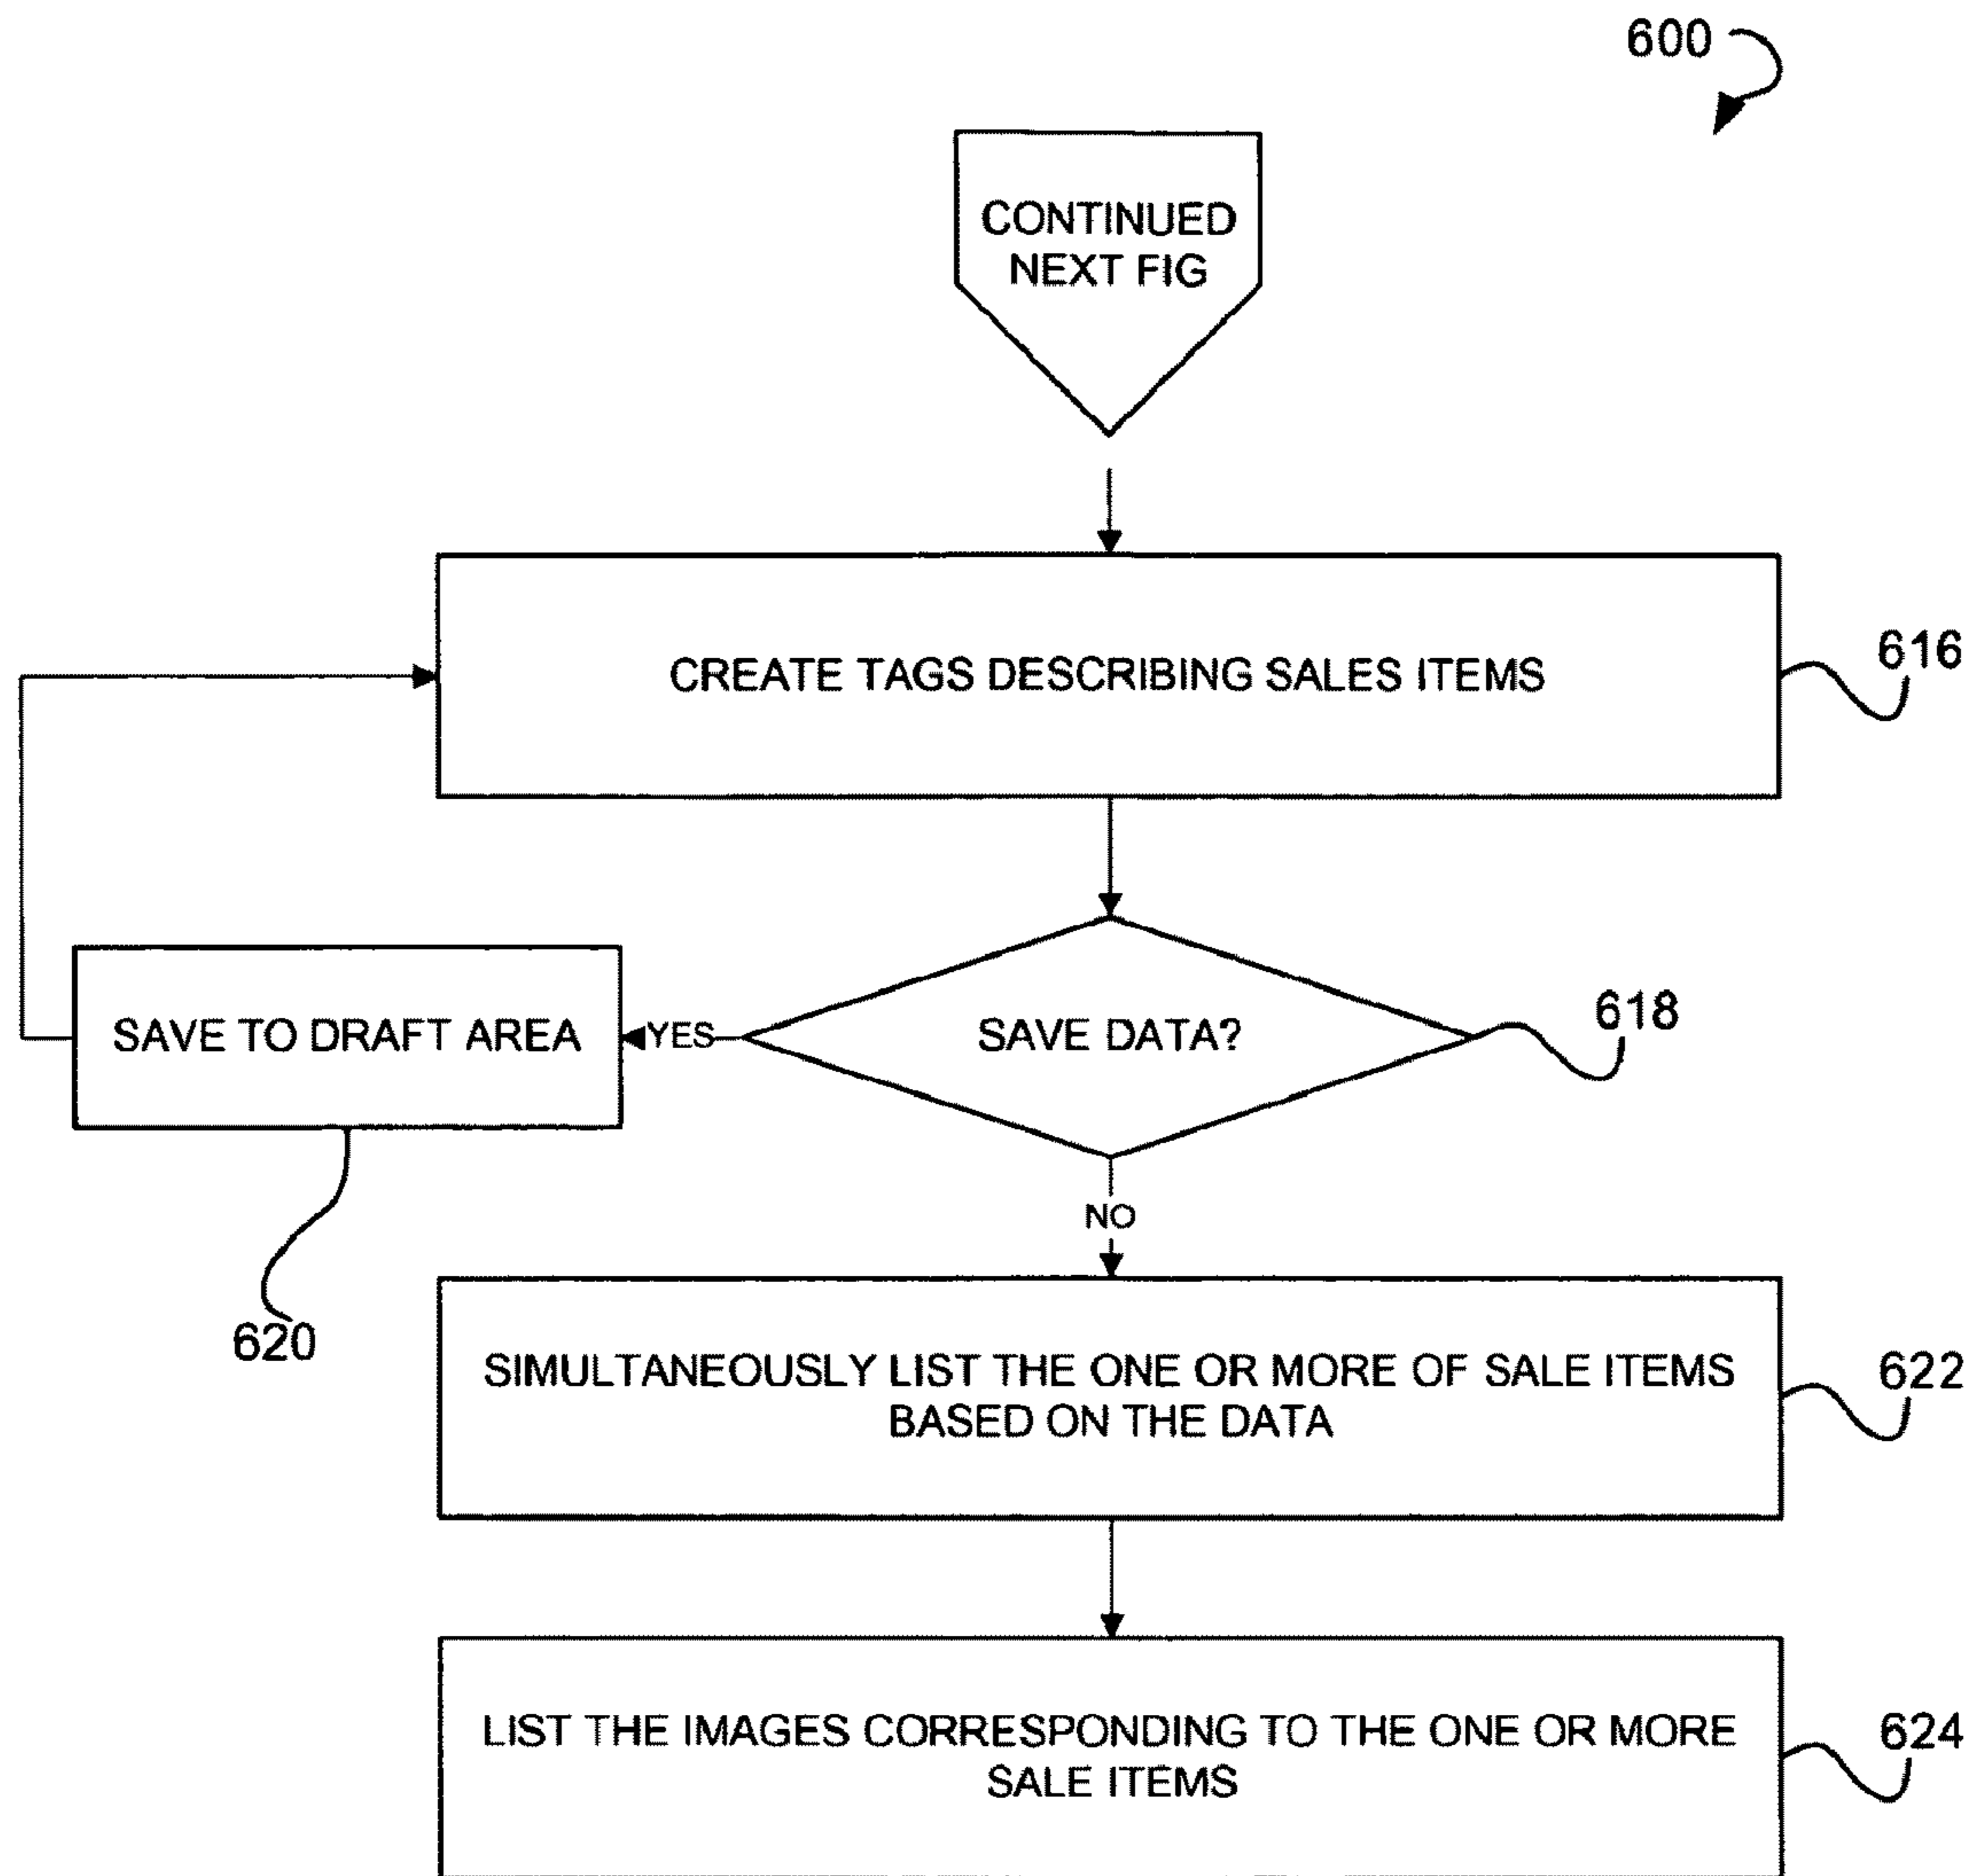 600
CONTINUED
NEXT FIG
CREATE TAGS DESCRIBING SALES ITEMS
616
SAVE TO DRAFT AREA
YES
SAVE DATA?
618
NO
620
SIMULTANEOUSLY LIST THE ONE OR MORE OF SALE ITEMS
BASED ON THE DATA
622
LIST THE IMAGES CORRESPONDING TO THE ONE OR MORE
SALE ITEMS
624